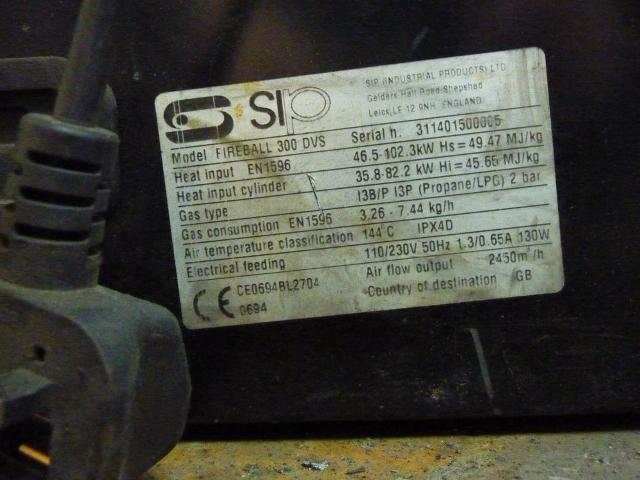 SIP
SIP (INDUSTRIAL PRODUCTS) LTD
Gelders Hall Road Shepshed
Leics, LE 12 9NH ENGLAND
Model FIREBALL 300 DVS Serial h. 311401500005
Heat input EN1596 46.5-102.3kW Hs = 49.47 MJ/kg
Heat input cylinder 35.8-82.2 kW Hi = 45.65 MJ/kg
Gas type I3B/P I3P (Propane/LPG) 2 bar
Gas consumption EN1596 3.26 - 7.44 kg/h
Air temperature classification 144°C IPX4D
Electrical feeding 110/230V 50Hz 1.3/0.65A 130W
Air flow output 2450m³/h
CE CE0694BL2704
0694 Country of destination GB